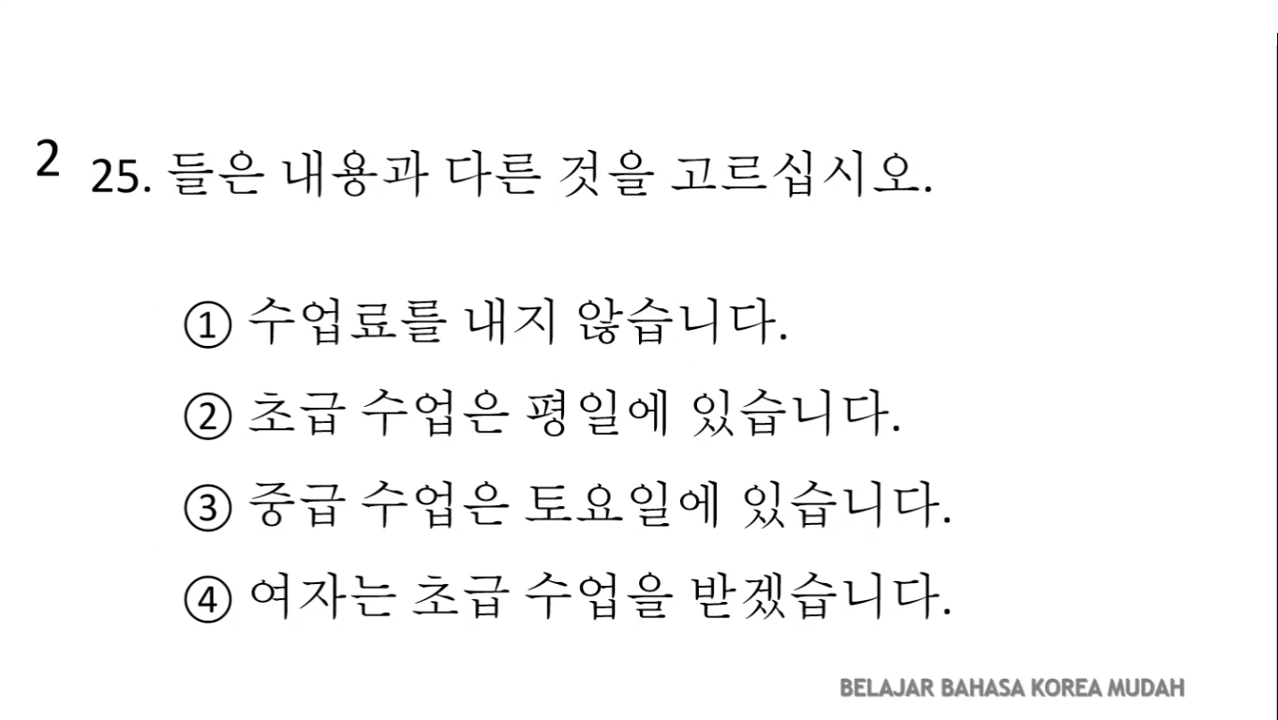 2 25. 들은 내용과 다른 것을 고르십시오.
① 수업료를 내지 않습니다.
② 초급 수업은 평일에 있습니다.
③ 중급 수업은 토요일에 있습니다.
④ 여자는 초급 수업을 받겠습니다.
BELAJAR BAHASA KOREA MUDAH